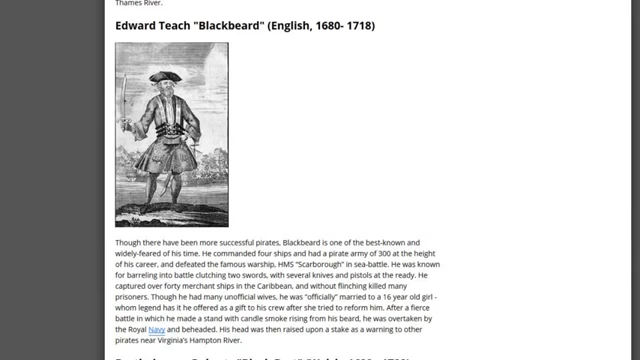 Thames River.
Edward Teach "Blackbeard" (English, 1680- 1718)
Though there have been more successful pirates, Blackbeard is one of the best-known and
widely-feared of his time. He commanded four ships and had a pirate army of 300 at the height
of his career, and defeated the famous warship, HMS "Scarborough" in sea-battle. He was known
for barreling into battle clutching two swords, with several knives and pistols at the ready. He
captured over forty merchant ships in the Caribbean, and without flinching killed many
prisoners. Though he had many unofficial wives, he was "officially" married to a 16 year old girl -
whom legend has it he offered as a gift to his crew after she tried to reform him. After a fierce
battle in which he made a stand with candle smoke rising from his beard, he was overtaken by
the Royal Navy and beheaded. His head was then raised upon a stake as a warning to other
pirates near Virginia's Hampton River.